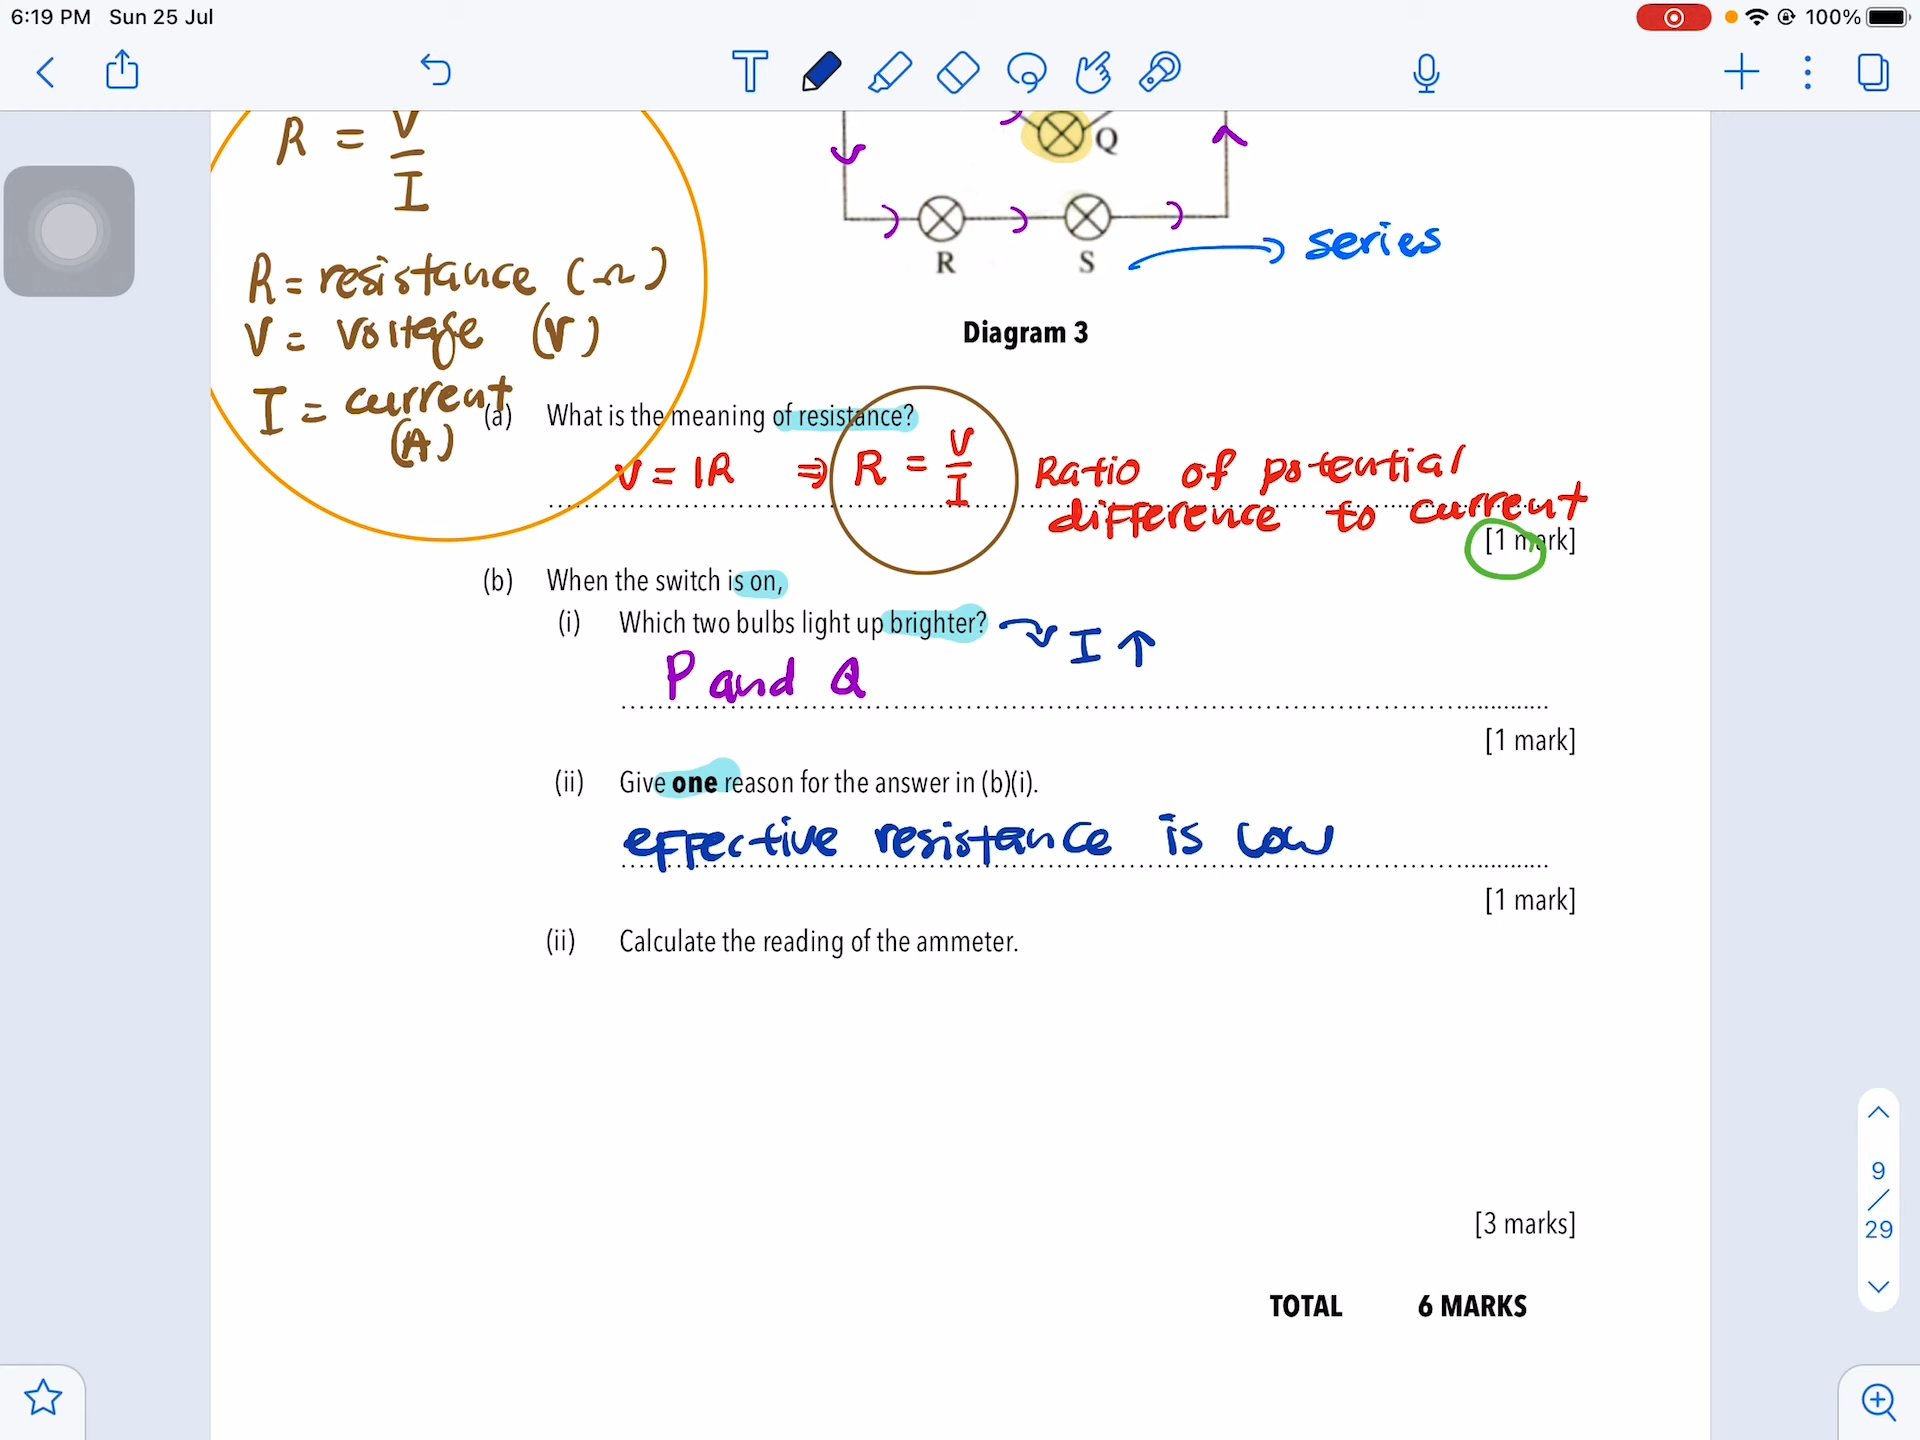 6:19 PM Sun 25 Jul
100%
T
R = V
I
R = resistance (Ω)
V = Voltage (V)
I = current
(A)
Q
R
S
series
Diagram 3
(a) What is the meaning of resistance?
V = IR ⇒ R = V
I
Ratio of potential
difference to current
[1 mark]
(b) When the switch is on,
(i) Which two bulbs light up brighter? I ↑
P and Q
[1 mark]
(ii) Give one reason for the answer in (b)(i).
effective resistance is low
[1 mark]
(ii) Calculate the reading of the ammeter.
[3 marks]
TOTAL 6 MARKS
9
/
29